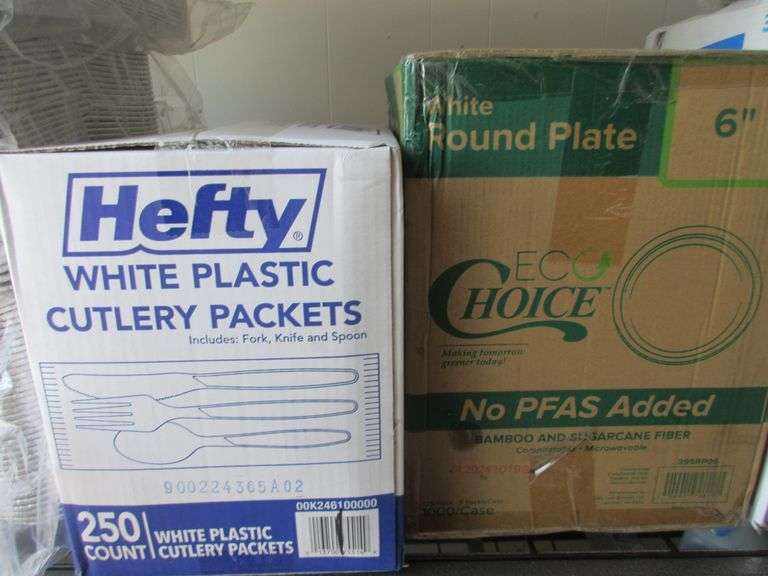 Hefty®
WHITE PLASTIC
CUTLERY PACKETS
Includes: Fork, Knife and Spoon
900224365A02
00K246100000
250
COUNT
WHITE PLASTIC
CUTLERY PACKETS
White
Round Plate
6"
ECO
CHOICE™
Making tomorrow
greener today!
No PFAS Added
BAMBOO AND SUGARCANE FIBER
Compostable • Microwavable
395RP06
1000/Case